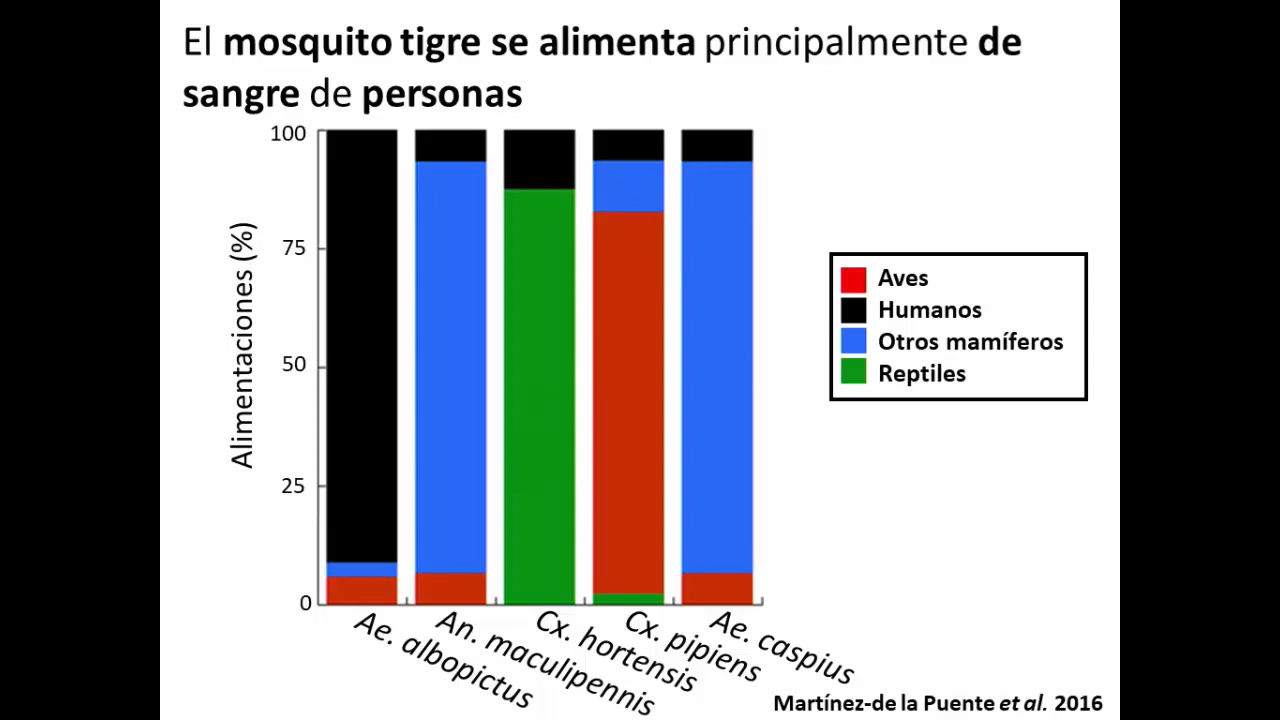 El mosquito tigre se alimenta principalmente de
sangre de personas
100
75
50
25
0
Alimentaciones (%)
Aves
Humanos
Otros mamíferos
Reptiles
Ae. albopictus
An. maculipennis
Cx. hortensis
Cx. pipiens
Ae. caspius
Martínez-de la Puente et al. 2016